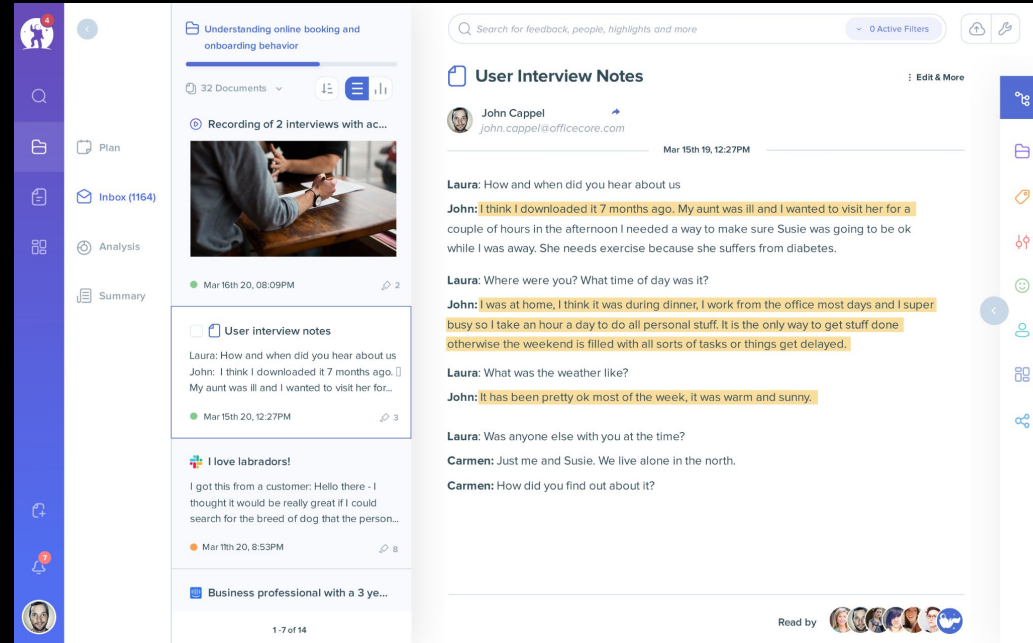 4
Understanding online booking and
onboarding behavior
Search for feedback, people, highlights and more
0 Active Filters
32 Documents
User Interview Notes
Edit & More
Recording of 2 interviews with ac...
John Cappel
john.cappel@officecore.com
Mar 15th 19, 12:27PM
Plan
Inbox (1164)
Analysis
Summary
Mar 16th 20, 08:09PM
2
User interview notes
Laura: How and when did you hear about us
John: I think I downloaded it 7 months ago.
My aunt was ill and I wanted to visit her for...
Mar 15th 20, 12:27PM
3
I love labradors!
I got this from a customer: Hello there - I
thought it would be really great if I could
search for the breed of dog that the person...
Mar 11th 20, 8:53PM
8
Business professional with a 3 ye...
1 -7 of 14
Laura: How and when did you hear about us
John: I think I downloaded it 7 months ago. My aunt was ill and I wanted to visit her for a
couple of hours in the afternoon I needed a way to make sure Susie was going to be ok
while I was away. She needs exercise because she suffers from diabetes.
Laura: Where were you? What time of day was it?
John: I was at home, I think it was during dinner, I work from the office most days and I super
busy so I take an hour a day to do all personal stuff. It is the only way to get stuff done
otherwise the weekend is filled with all sorts of tasks or things get delayed.
Laura: What was the weather like?
John: It has been pretty ok most of the week, it was warm and sunny.
Laura: Was anyone else with you at the time?
Carmen: Just me and Susie. We live alone in the north.
Carmen: How did you find out about it?
Read by
7